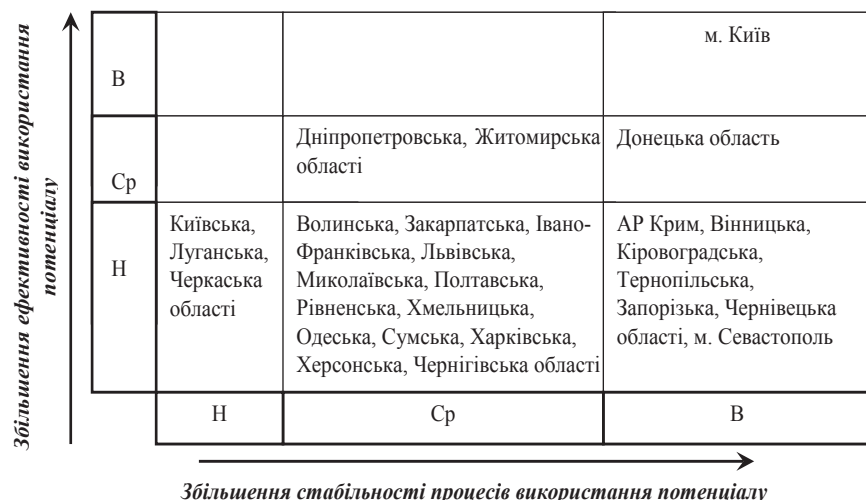 Збільшення ефективності використання
потенціалу
В
м. Київ
Ср
Дніпропетровська, Житомирська
області
Донецька область
Н
Київська,
Луганська,
Черкаська
області
Волинська, Закарпатська, Івано-
Франківська, Львівська,
Миколаївська, Полтавська,
Рівненська, Хмельницька,
Одеська, Сумська, Харківська,
Херсонська, Чернігівська області
АР Крим, Вінницька,
Кіровоградська,
Тернопільська,
Запорізька, Чернівецька
області, м. Севастополь
Н
Ср
В
Збільшення стабільності процесів використання потенціалу